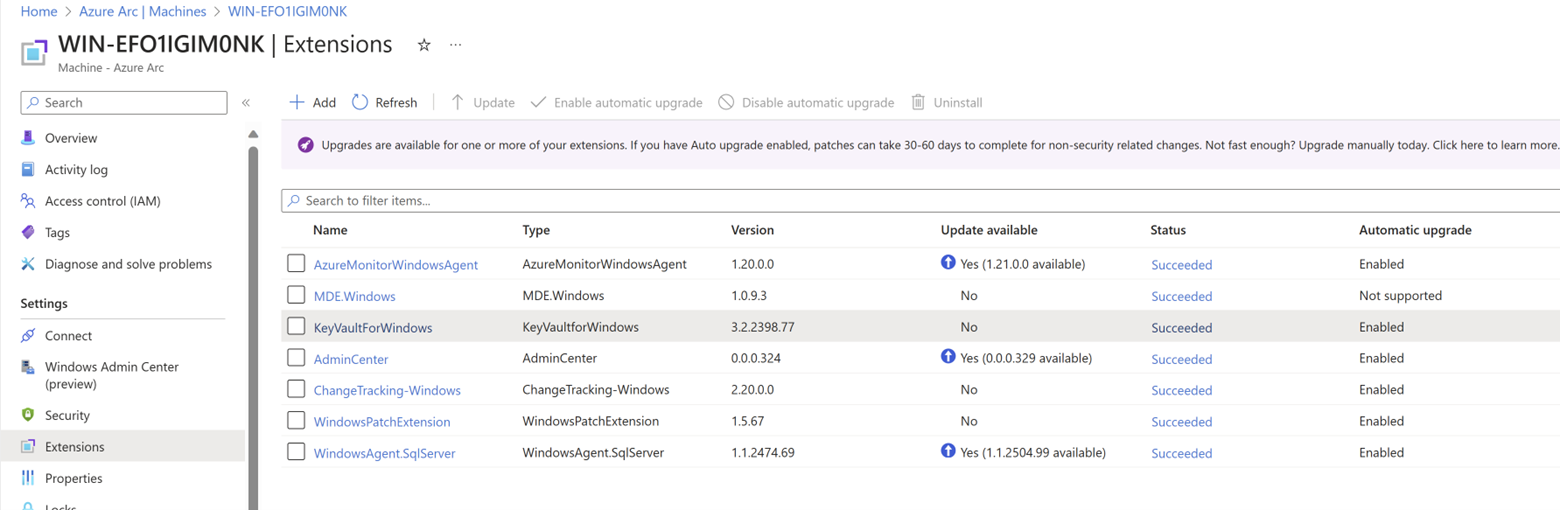 Home > Azure Arc | Machines > WIN-EFO1IGIM0NK
WIN-EFO1IGIM0NK | Extensions ☆ ...
Machine - Azure Arc
Search «
Overview
Activity log
Access control (IAM)
Tags
Diagnose and solve problems
Settings
Connect
Windows Admin Center
(preview)
Security
Extensions
Properties
Locks
Add Refresh Update Enable automatic upgrade Disable automatic upgrade Uninstall
Upgrades are available for one or more of your extensions. If you have Auto upgrade enabled, patches can take 30-60 days to complete for non-security related changes. Not fast enough? Upgrade manually today. Click here to learn more.
Search to filter items...
Name Type Version Update available Status Automatic upgrade
AzureMonitorWindowsAgent AzureMonitorWindowsAgent 1.20.0.0 Yes (1.21.0.0 available) Succeeded Enabled
MDE.Windows MDE.Windows 1.0.9.3 No Succeeded Not supported
KeyVaultForWindows KeyVaultforWindows 3.2.2398.77 No Succeeded Enabled
AdminCenter AdminCenter 0.0.0.324 Yes (0.0.0.329 available) Succeeded Enabled
ChangeTracking-Windows ChangeTracking-Windows 2.20.0.0 No Succeeded Enabled
WindowsPatchExtension WindowsPatchExtension 1.5.67 No Succeeded Enabled
WindowsAgent.SqlServer WindowsAgent.SqlServer 1.1.2474.69 Yes (1.1.2504.99 available) Succeeded Enabled